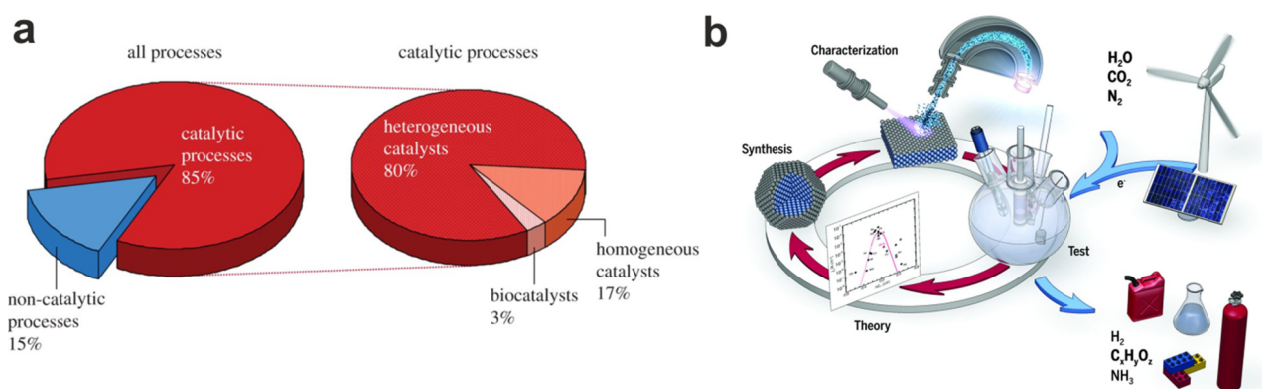 a
all processes
catalytic processes
catalytic
processes
85%
heterogeneous
catalysts
80%
non-catalytic
processes
15%
biocatalysts
3%
homogeneous
catalysts
17%
b
Characterization
H₂O
CO₂
N₂
Synthesis
e⁻
Test
Theory
H₂
CₓHᵧO_z
NH₃